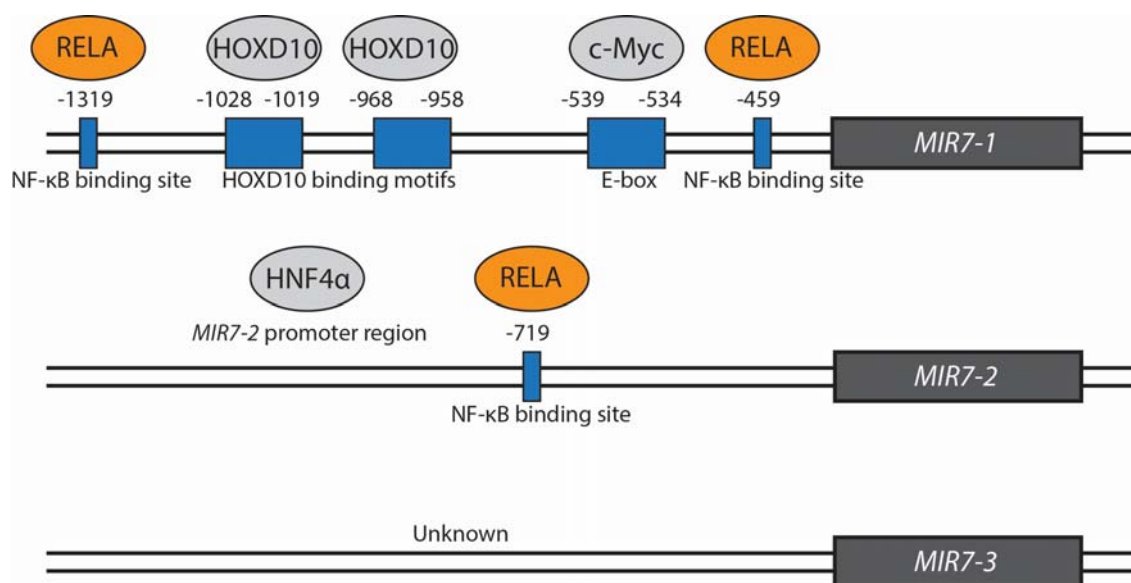 RELA HOXD10 HOXD10 c-Myc RELA
-1319 -1028 -1019 -968 -958 -539 -534 -459
MIR7-1
NF-κB binding site HOXD10 binding motifs E-box NF-κB binding site
HNF4α RELA
MIR7-2 promoter region -719
MIR7-2
NF-κB binding site
Unknown
MIR7-3